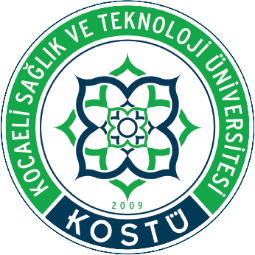 KOCAELİ SAĞLIK VE TEKNOLOJİ ÜNİVERSİTESİ
2009
KOSTÜ